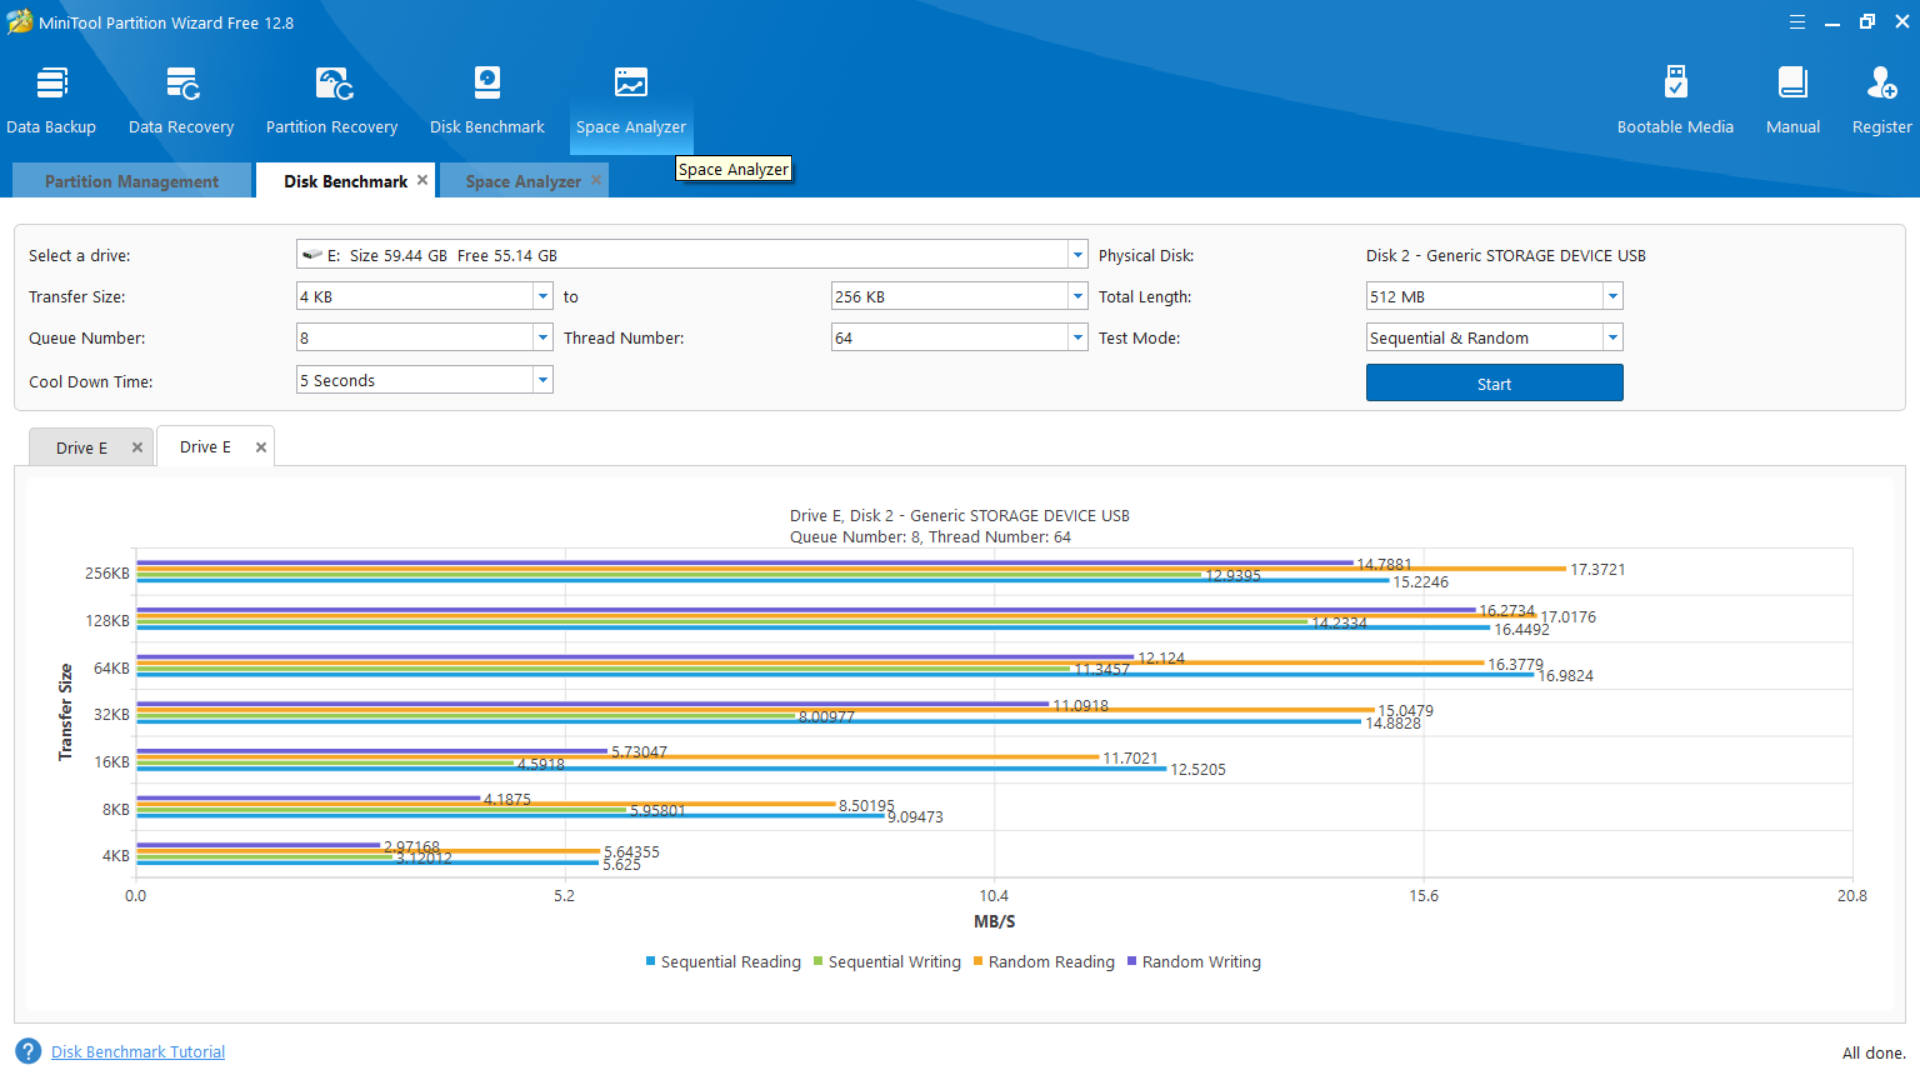 MiniTool Partition Wizard Free 12.8
Data Backup Data Recovery Partition Recovery Disk Benchmark Space Analyzer Bootable Media Manual Register
Space Analyzer
Partition Management Disk Benchmark Space Analyzer
Select a drive: E: Size 59.44 GB Free 55.14 GB Physical Disk: Disk 2 - Generic STORAGE DEVICE USB
Transfer Size: 4 KB to 256 KB Total Length: 512 MB
Queue Number: 8 Thread Number: 64 Test Mode: Sequential & Random
Cool Down Time: 5 Seconds Start
Drive E Drive E
Drive E, Disk 2 - Generic STORAGE DEVICE USB
Queue Number: 8, Thread Number: 64
Transfer Size
256KB 14.7881 17.3721 12.9395 15.2246
128KB 16.2734 17.0176 14.2334 16.4492
64KB 12.124 16.3779 11.3457 16.9824
32KB 11.0918 15.0479 8.00977 14.8828
16KB 5.73047 11.7021 4.5918 12.5205
8KB 4.1875 8.50195 5.95801 9.09473
4KB 2.97168 5.64355 3.12012 5.625
0.0 5.2 10.4 15.6 20.8
MB/S
Sequential Reading Sequential Writing Random Reading Random Writing
? Disk Benchmark Tutorial All done.